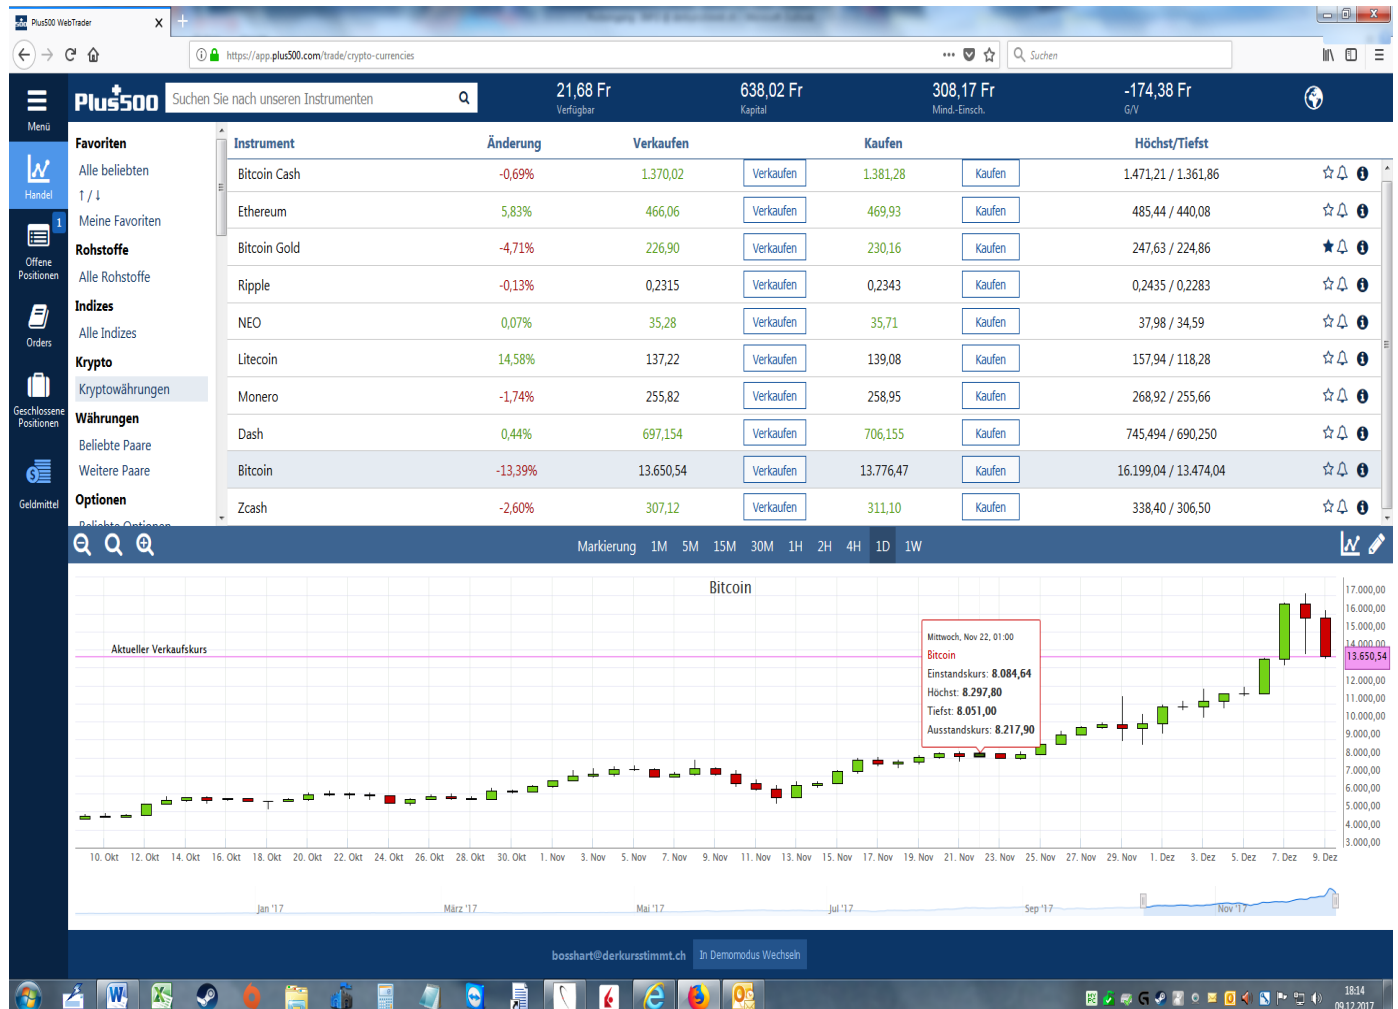 Plus500 WebTrader
https://app.plus500.com/trade/crypto-currencies
Suchen
Menü
Plus500
Suchen Sie nach unseren Instrumenten
21,68 Fr
Verfügbar
638,02 Fr
Kapital
308,17 Fr
Mind.-Einsch.
-174,38 Fr
G/V
Handel
1
Offene Positionen
Orders
Geschlossene Positionen
Geldmittel
Favoriten
Alle beliebten
↑ / ↓
Meine Favoriten
Rohstoffe
Alle Rohstoffe
Indizes
Alle Indizes
Krypto
Kryptowährungen
Währungen
Beliebte Paare
Weitere Paare
Optionen
Beliebte Optionen
Instrument Änderung Verkaufen Kaufen Höchst/Tiefst
Bitcoin Cash -0,69% 1.370,02 Verkaufen 1.381,28 Kaufen 1.471,21 / 1.361,86
Ethereum 5,83% 466,06 Verkaufen 469,93 Kaufen 485,44 / 440,08
Bitcoin Gold -4,71% 226,90 Verkaufen 230,16 Kaufen 247,63 / 224,86
Ripple -0,13% 0,2315 Verkaufen 0,2343 Kaufen 0,2435 / 0,2283
NEO 0,07% 35,28 Verkaufen 35,71 Kaufen 37,98 / 34,59
Litecoin 14,58% 137,22 Verkaufen 139,08 Kaufen 157,94 / 118,28
Monero -1,74% 255,82 Verkaufen 258,95 Kaufen 268,92 / 255,66
Dash 0,44% 697,154 Verkaufen 706,155 Kaufen 745,494 / 690,250
Bitcoin -13,39% 13.650,54 Verkaufen 13.776,47 Kaufen 16.199,04 / 13.474,04
Zcash -2,60% 307,12 Verkaufen 311,10 Kaufen 338,40 / 306,50
Markierung 1M 5M 15M 30M 1H 2H 4H 1D 1W
Bitcoin
Aktueller Verkaufskurs
Mittwoch, Nov 22, 01:00
Bitcoin
Einstandskurs: 8.084,64
Höchst: 8.297,80
Tiefst: 8.051,00
Ausstandskurs: 8.217,90
17.000,00
16.000,00
15.000,00
14.000,00
13.650,54
12.000,00
11.000,00
10.000,00
9.000,00
8.000,00
7.000,00
6.000,00
5.000,00
4.000,00
3.000,00
10. Okt 12. Okt 14. Okt 16. Okt 18. Okt 20. Okt 22. Okt 24. Okt 26. Okt 28. Okt 30. Okt 1. Nov 3. Nov 5. Nov 7. Nov 9. Nov 11. Nov 13. Nov 15. Nov 17. Nov 19. Nov 21. Nov 23. Nov 25. Nov 27. Nov 29. Nov 1. Dez 3. Dez 5. Dez 7. Dez 9. Dez
Jan '17 März '17 Mai '17 Jul '17 Sep '17 Nov '17
bosshart@derkursstimmt.ch In Demomodus Wechseln
18:14
09.12.2017